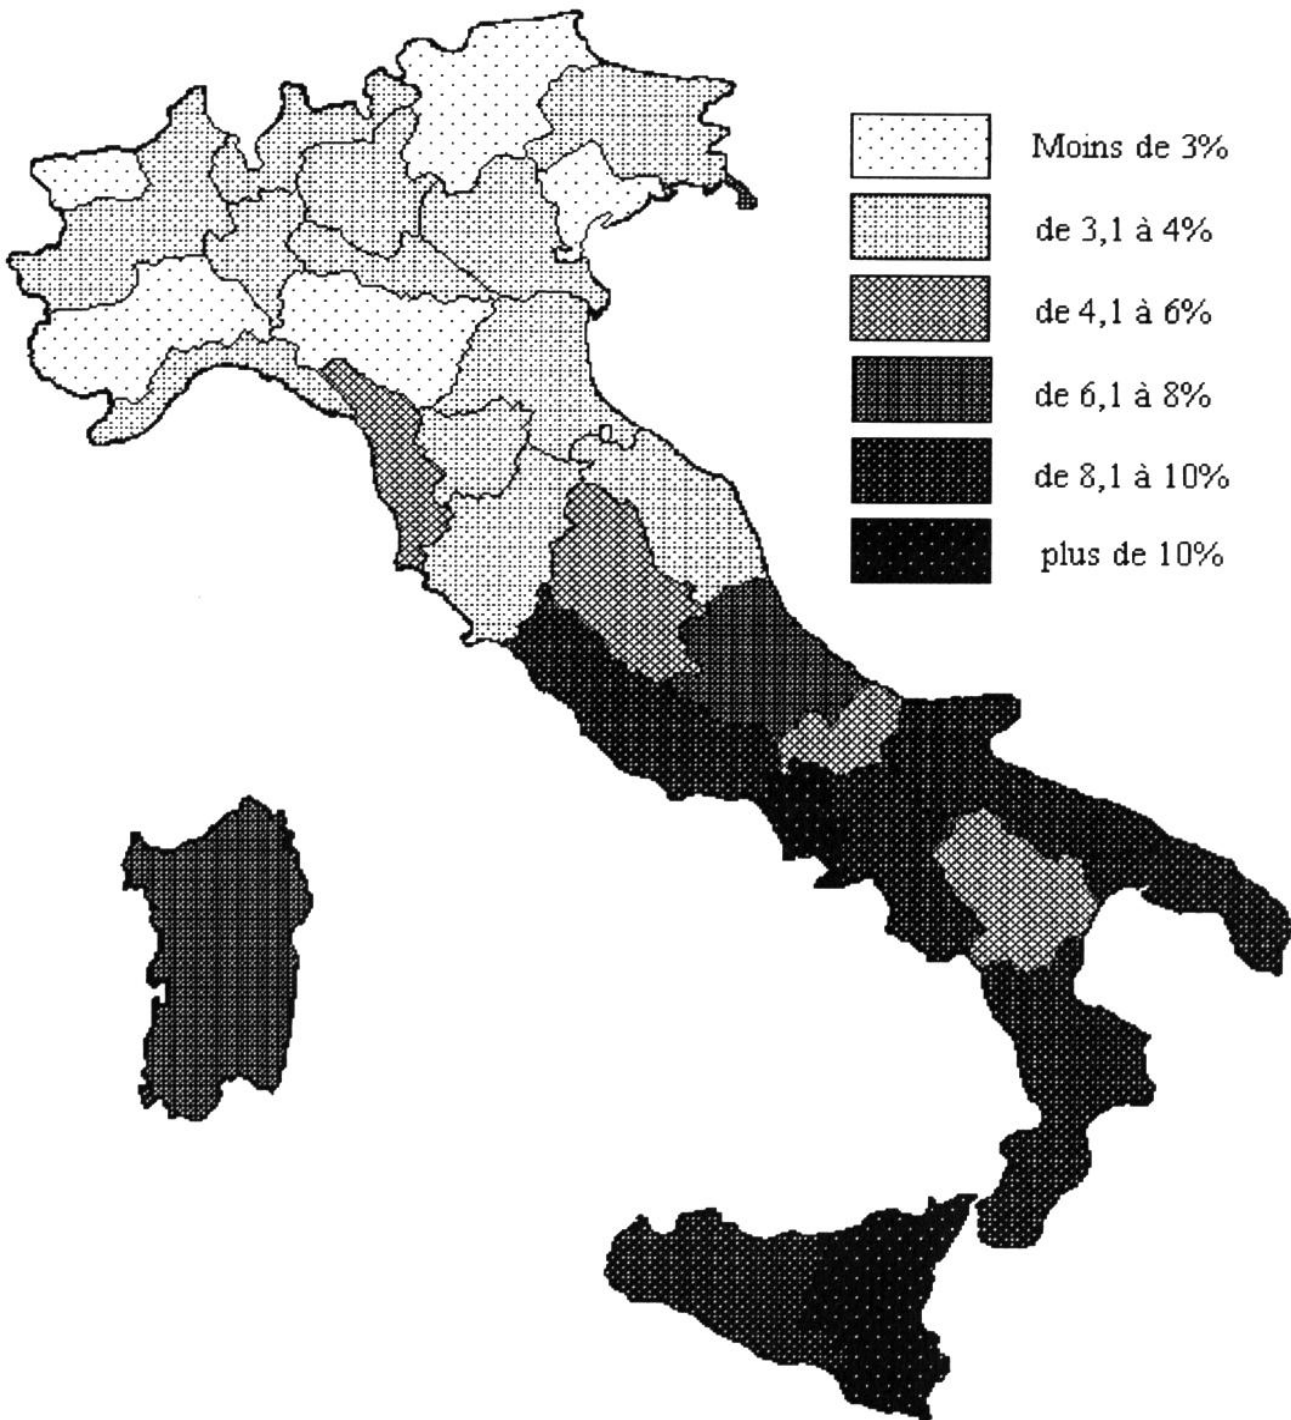 Moins de 3%
de 3,1 à 4%
de 4,1 à 6%
de 6,1 à 8%
de 8,1 à 10%
plus de 10%